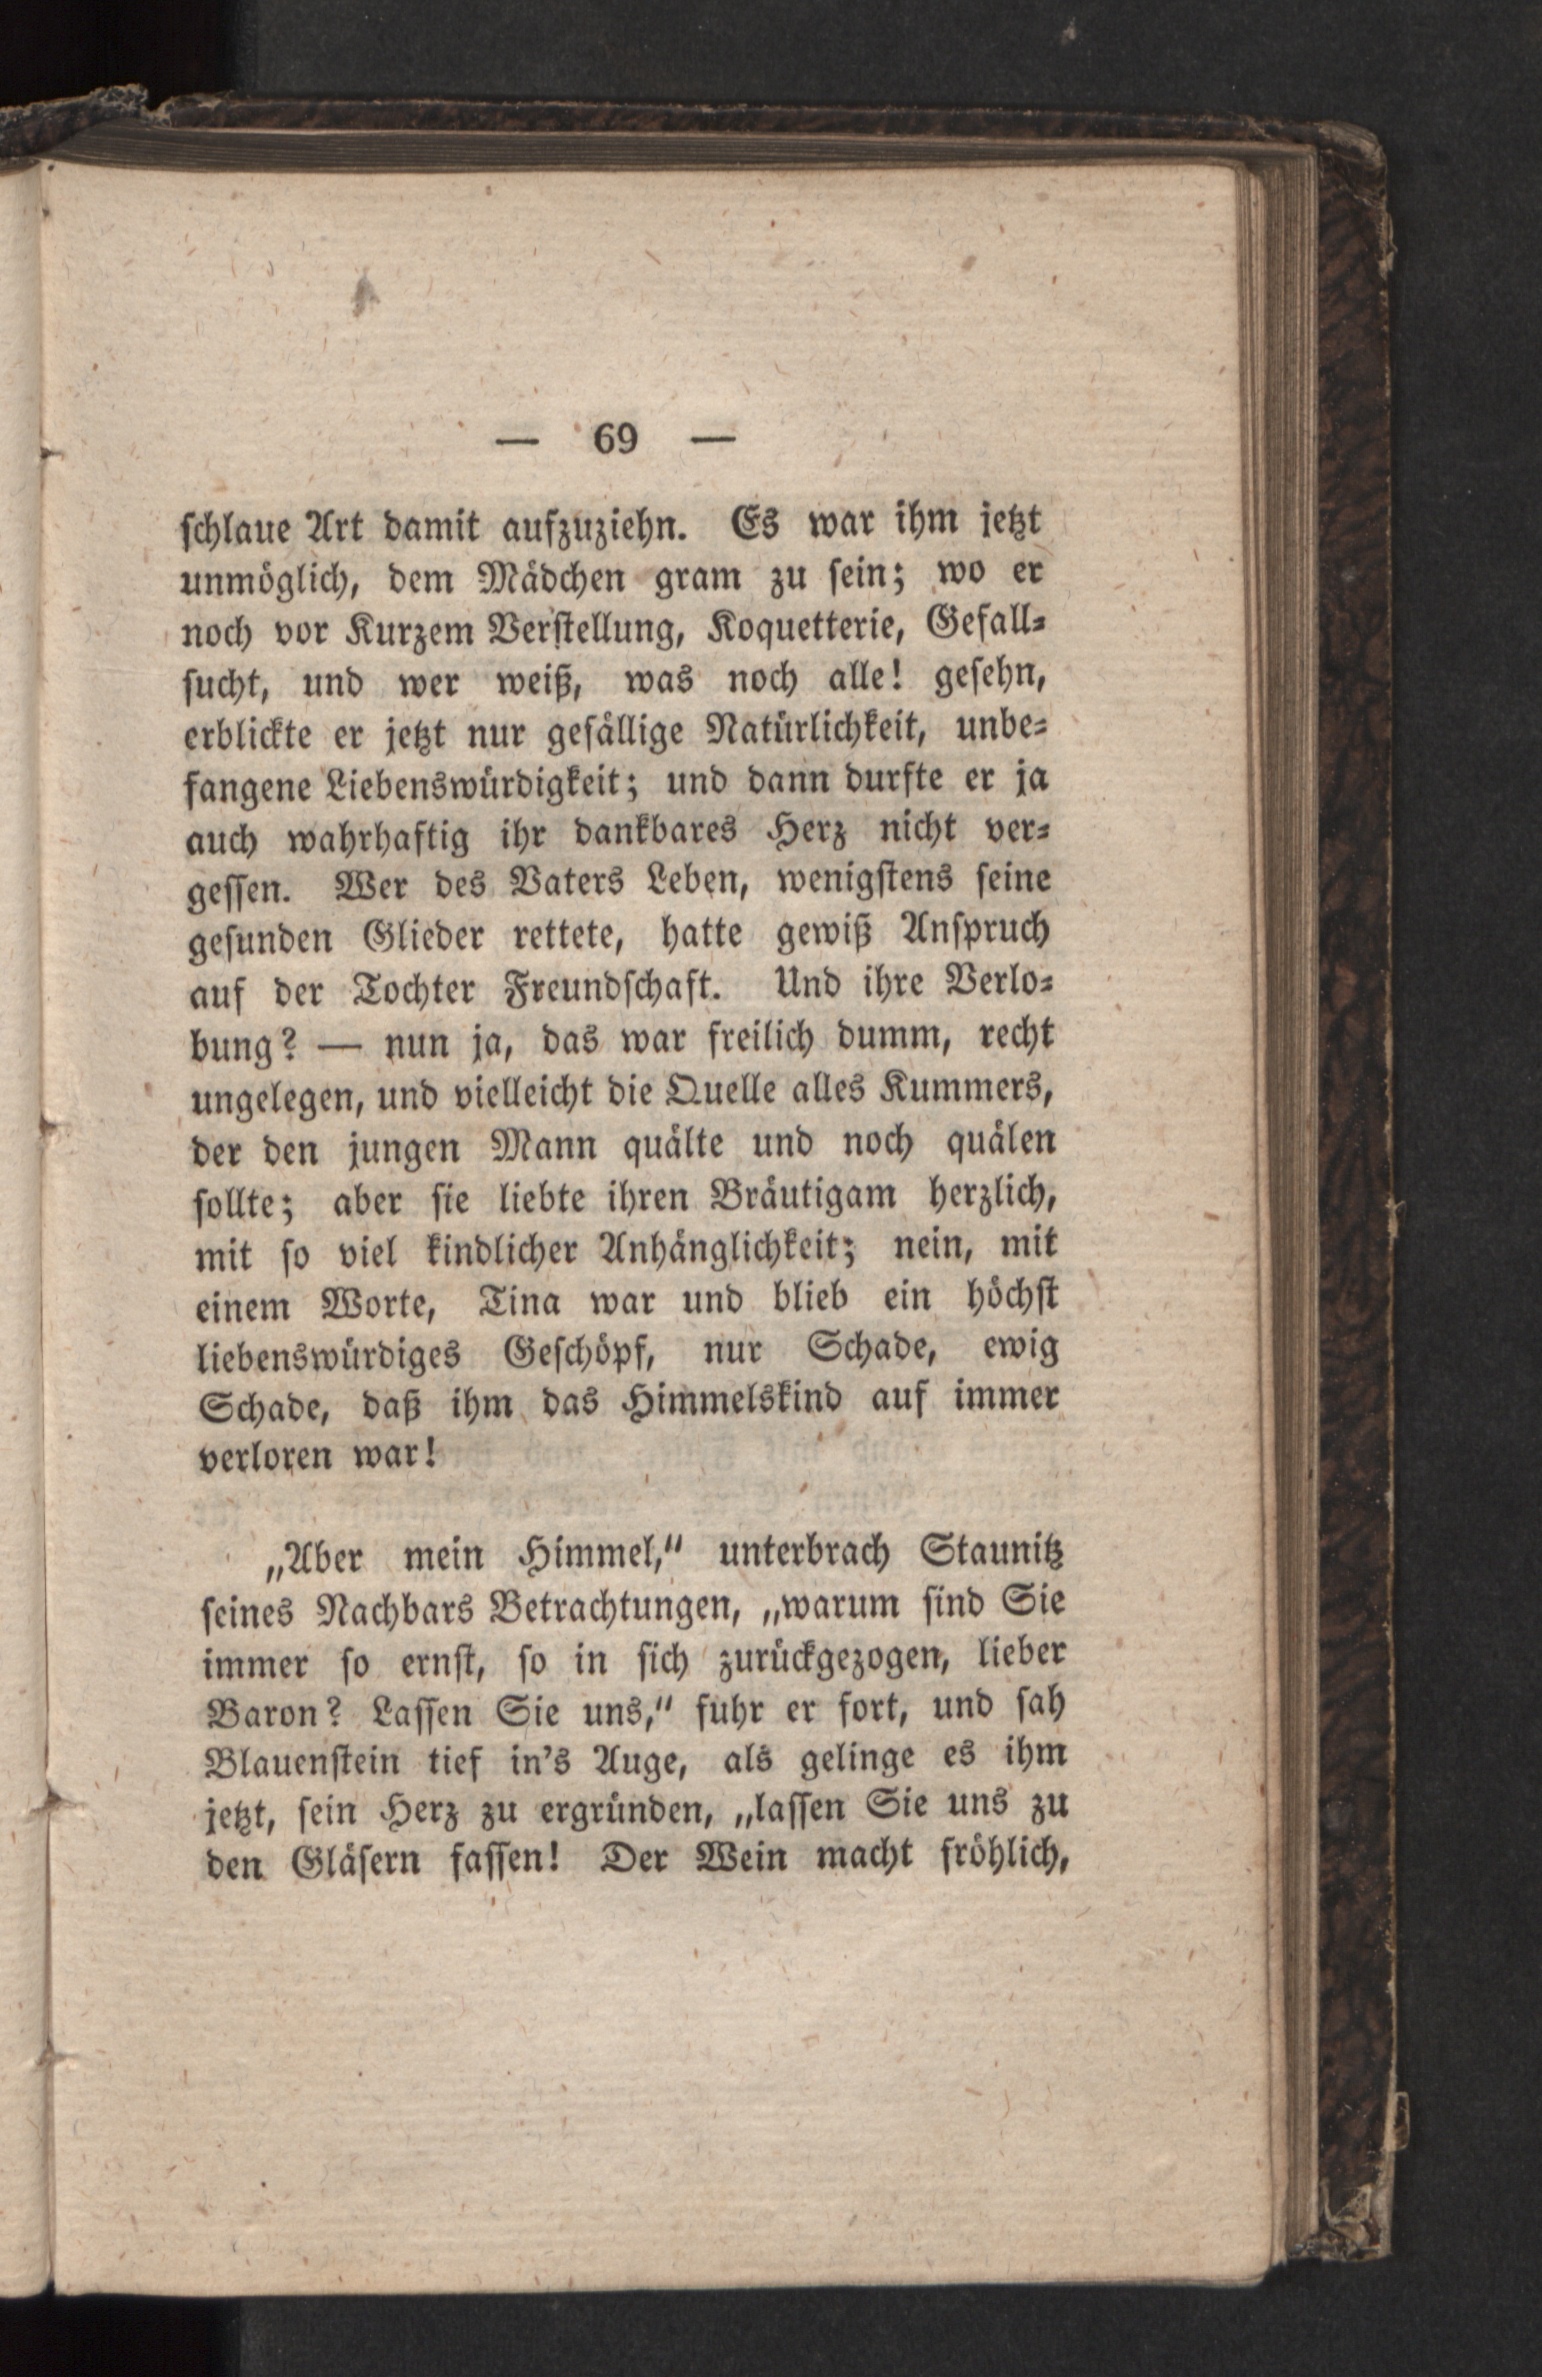 — 69 —
schlaue Art damit aufzuziehn. Es war ihm jetzt
unmöglich, dem Mädchen gram zu sein; wo er
noch vor Kurzem Verstellung, Koquetterie, Gefall-
sucht, und wer weiß, was noch alle! gesehn,
erblickte er jetzt nur gefällige Natürlichkeit, unbe-
fangene Liebenswürdigkeit; und dann durfte er ja
auch wahrhaftig ihr dankbares Herz nicht ver-
gessen. Wer des Vaters Leben, wenigstens seine
gesunden Glieder rettete, hatte gewiß Anspruch
auf der Tochter Freundschaft. Und ihre Verlo-
bung? — nun ja, das war freilich dumm, recht
ungelegen, und vielleicht die Quelle alles Kummers,
der den jungen Mann quälte und noch quälen
sollte; aber sie liebte ihren Bräutigam herzlich,
mit so viel kindlicher Anhänglichkeit; nein, mit
einem Worte, Tina war und blieb ein höchst
liebenswürdiges Geschöpf, nur Schade, ewig
Schade, daß ihm das Himmelskind auf immer
verloren war!
„Aber mein Himmel,“ unterbrach Staunitz
seines Nachbars Betrachtungen, „warum sind Sie
immer so ernst, so in sich zurückgezogen, lieber
Baron? Lassen Sie uns,“ fuhr er fort, und sah
Blauenstein tief in's Auge, als gelinge es ihm
jetzt, sein Herz zu ergründen, „lassen Sie uns zu
den Gläsern fassen! Der Wein macht fröhlich,